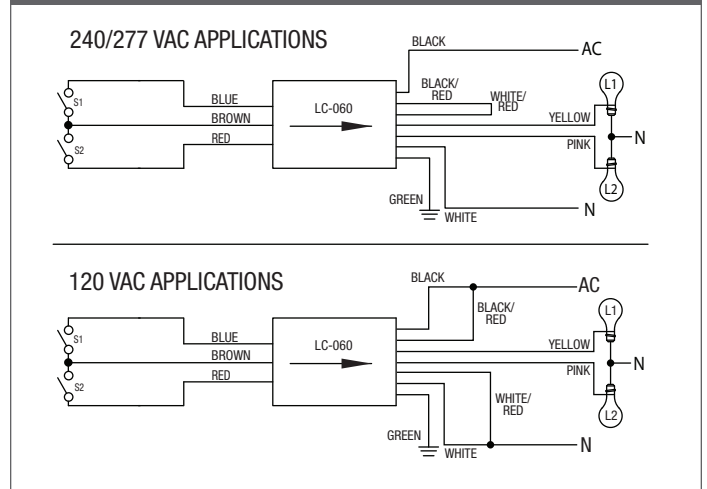 240/277 VAC APPLICATIONS
BLACK
AC
S1
BLUE
LC-060
BLACK/
RED
WHITE/
RED
L1
BROWN
YELLOW
N
S2
RED
PINK
L2
GREEN
WHITE
N
120 VAC APPLICATIONS
BLACK
AC
BLACK/
RED
L1
S1
BLUE
LC-060
YELLOW
BROWN
N
S2
RED
PINK
WHITE/
RED
L2
GREEN
WHITE
N